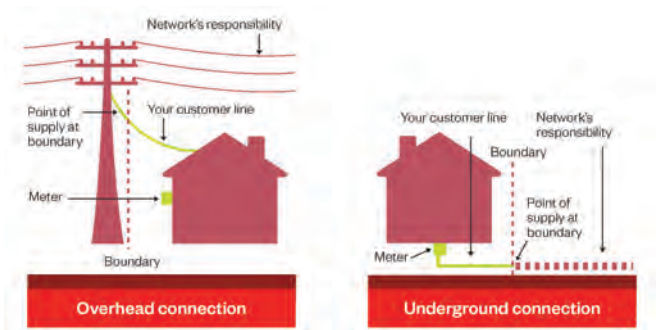 Network's responsibility
Point of
supply at
boundary
Your customer line
Meter
Boundary
Overhead connection
Your customer line
Network's
responsibility
Boundary
Point of
supply at
boundary
Meter
Underground connection